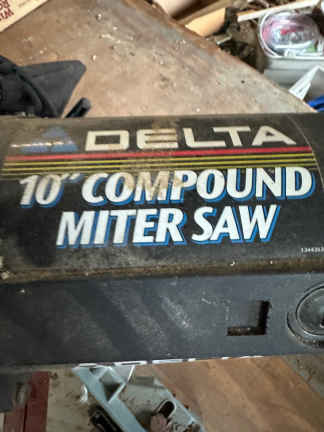 DELTA
10" COMPOUND
MITER SAW